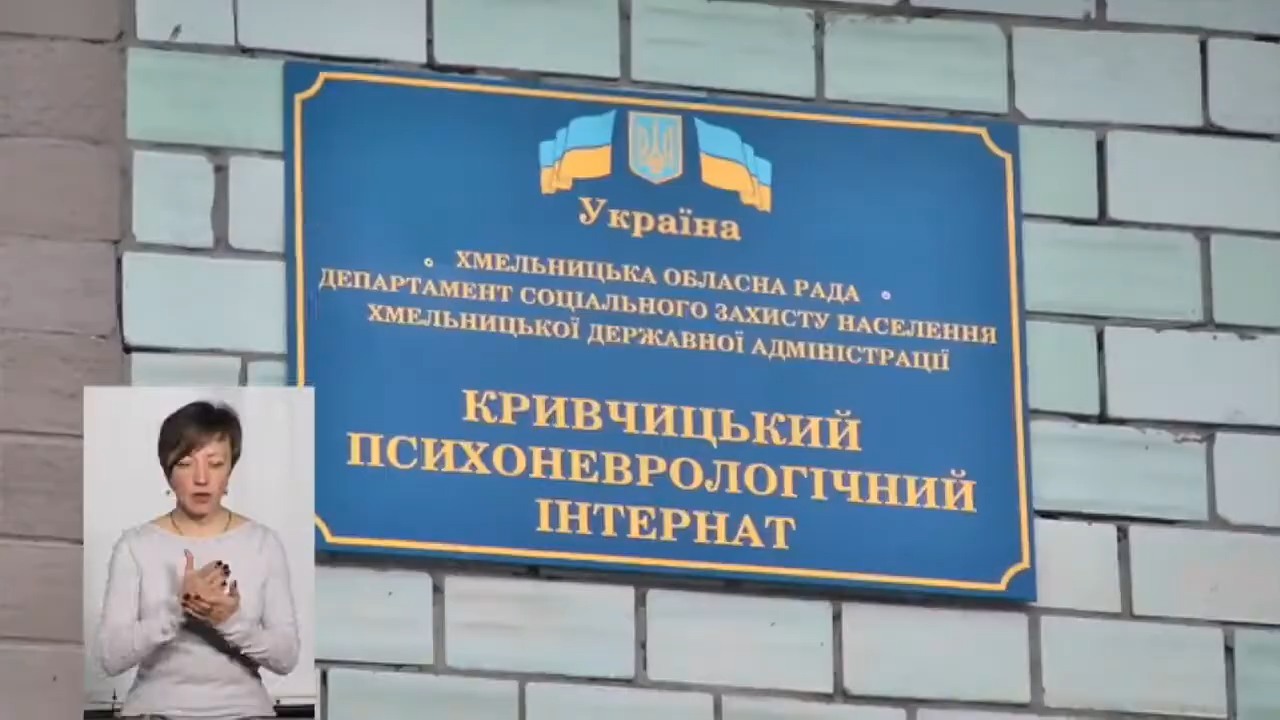 Україна
ХМЕЛЬНИЦЬКА ОБЛАСНА РАДА
ДЕПАРТАМЕНТ СОЦІАЛЬНОГО ЗАХИСТУ НАСЕЛЕННЯ
ХМЕЛЬНИЦЬКОЇ ДЕРЖАВНОЇ АДМІНІСТРАЦІЇ
КРИВЧИЦЬКИЙ
ПСИХОНЕВРОЛОГІЧНИЙ
ІНТЕРНАТ